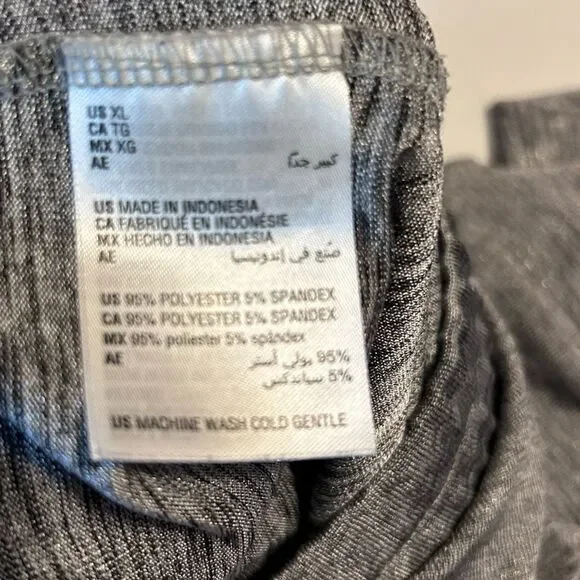 US XL
CA TG
MX XG
AE كبير جدًا
US MADE IN INDONESIA
CA FABRIQUÉ EN INDONÉSIE
MX HECHO EN INDONESIA
AE صنع في إندونيسيا
US 95% POLYESTER 5% SPANDEX
CA 95% POLYESTER 5% SPANDEX
MX 95% poliester 5% spándex
AE 95% بولي أستر
5% سباندكس
US MACHINE WASH COLD GENTLE